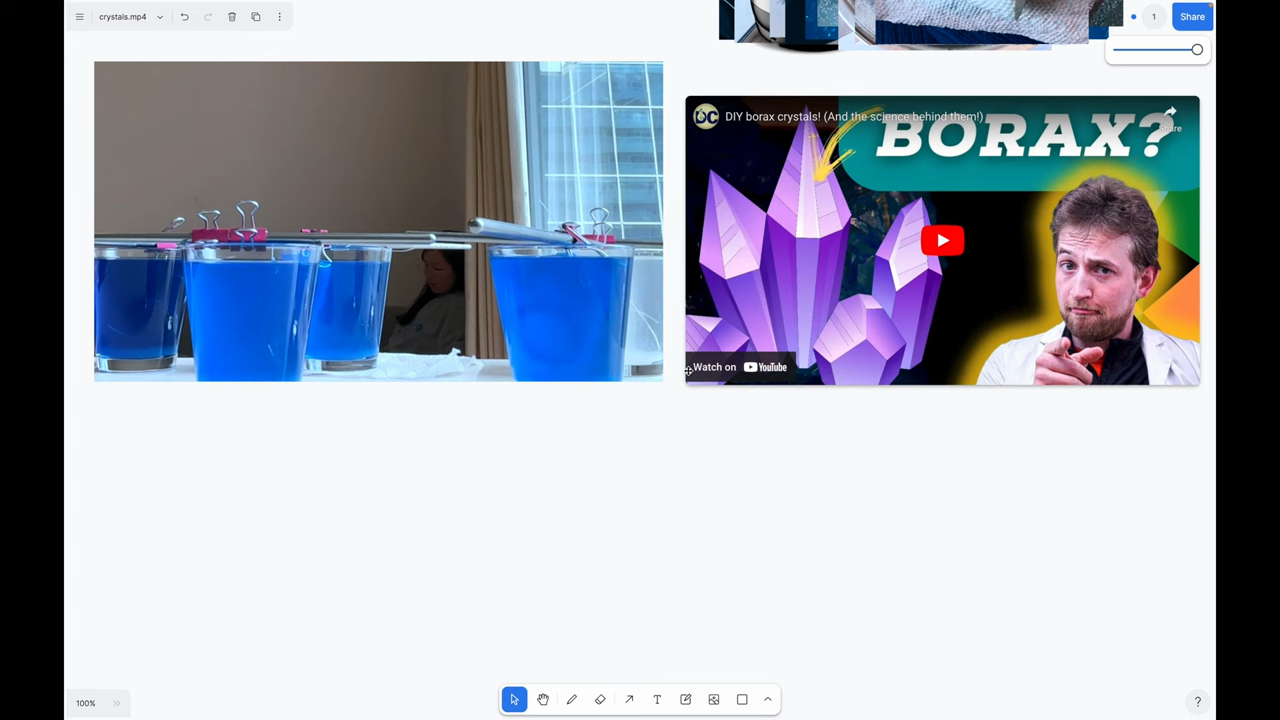 crystals.mp4
1
Share
DIY borax crystals! (And the science behind them!)
Share
BORAX?
Watch on YouTube
100%
T
?